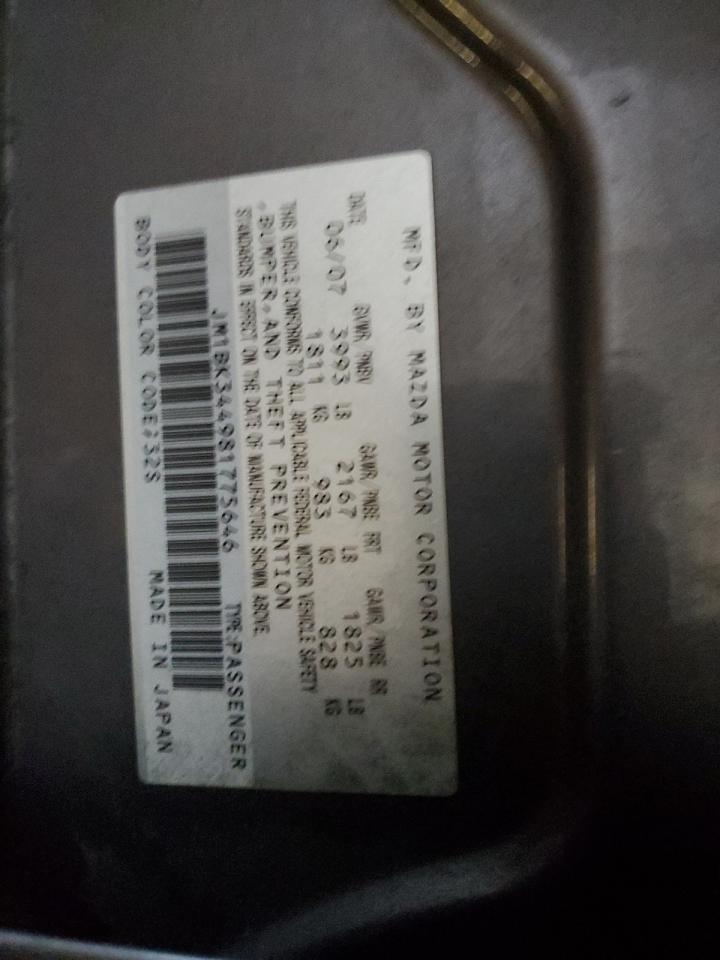 MFD. BY MAZDA MOTOR CORPORATION
DATE GVWR/PNBV GAWR/PNBE FRT GAWR/PNBE RR
06/07 3993 LB 2167 LB 1825 LB
1811 KG 983 KG 828 KG
THIS VEHICLE CONFORMS TO ALL APPLICABLE FEDERAL MOTOR VEHICLE SAFETY
*BUMPER,AND THEFT PREVENTION
STANDARDS IN EFFECT ON THE DATE OF MANUFACTURE SHOWN ABOVE.
JM1BK344981775646 TYPE:PASSENGER
BODY COLOR CODE:32S MADE IN JAPAN